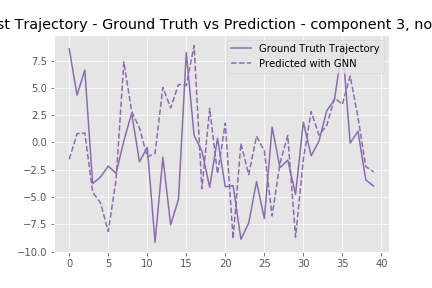 st Trajectory - Ground Truth vs Prediction - component 3, no
Ground Truth Trajectory
Predicted with GNN
7.5
5.0
2.5
0.0
−2.5
−5.0
−7.5
−10.0
0 5 10 15 20 25 30 35 40